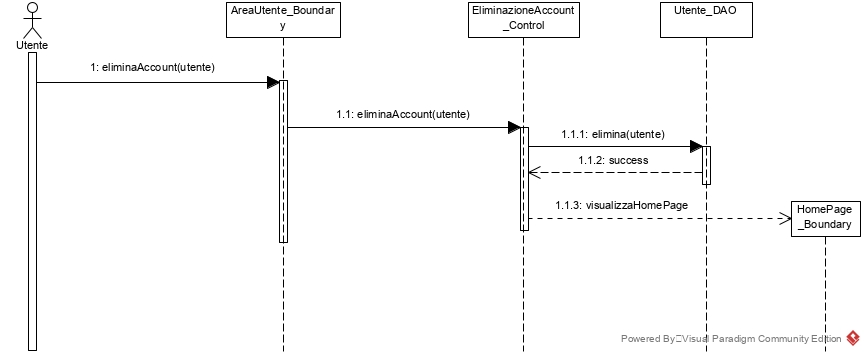 AreaUtente_Boundar
y
EliminazioneAccount
_Control
Utente_DAO
Utente
1: eliminaAccount(utente)
1.1: eliminaAccount(utente)
1.1.1: elimina(utente)
1.1.2: success
1.1.3: visualizzaHomePage
HomePage
_Boundary
Powered By Visual Paradigm Community Edition